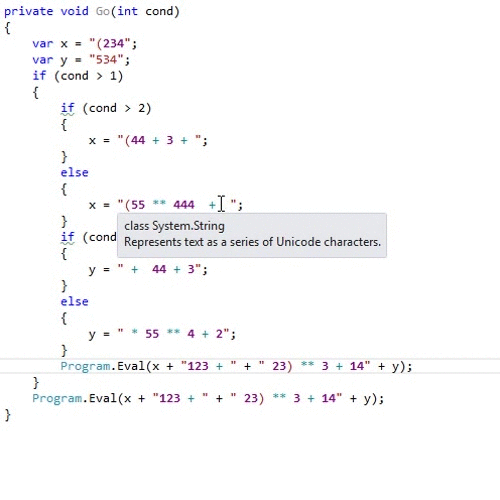 private void Go(int cond)
{
    var x = "(234";
    var y = "534";
    if (cond > 1)
    {
        if (cond > 2)
        {
            x = "(44 + 3 + ";
        }
        else
        {
            x = "(55 ** 444  + ";
        }
        if (cond
        {
            y = " +  44 + 3";
        }
        else
        {
            y = " * 55 ** 4 + 2";
        }
        Program.Eval(x + "123 + " + " 23) ** 3 + 14" + y);
    }
    Program.Eval(x + "123 + " + " 23) ** 3 + 14" + y);
}
class System.String
Represents text as a series of Unicode characters.